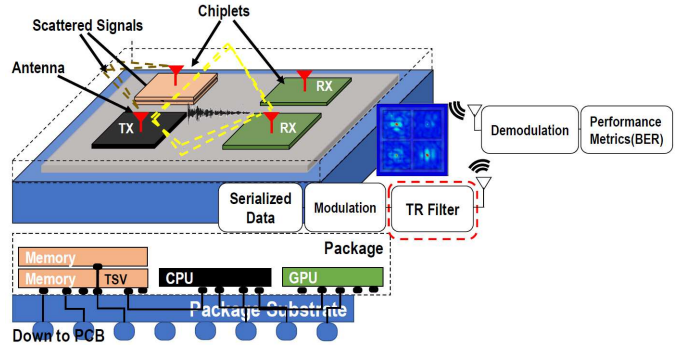 Scattered Signals
Chiplets
Antenna
TX
RX
RX
Demodulation
Performance
Metrics(BER)
Serialized
Data
Modulation
TR Filter
Package
Memory
Memory
TSV
CPU
GPU
Package Substrate
Down to PCB